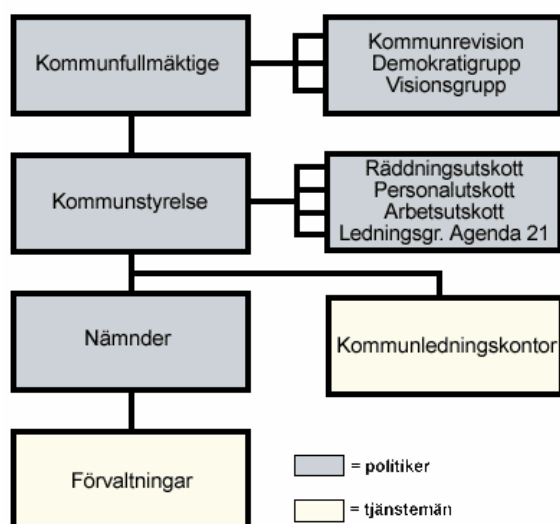 Kommunfullmäktige
Kommunrevision
Demokratigrupp
Visionsgrupp
Kommunstyrelse
Räddningsutskott
Personalutskott
Arbetsutskott
Ledningsgr. Agenda 21
Nämnder
Kommunledningskontor
Förvaltningar
= politiker
= tjänstemän